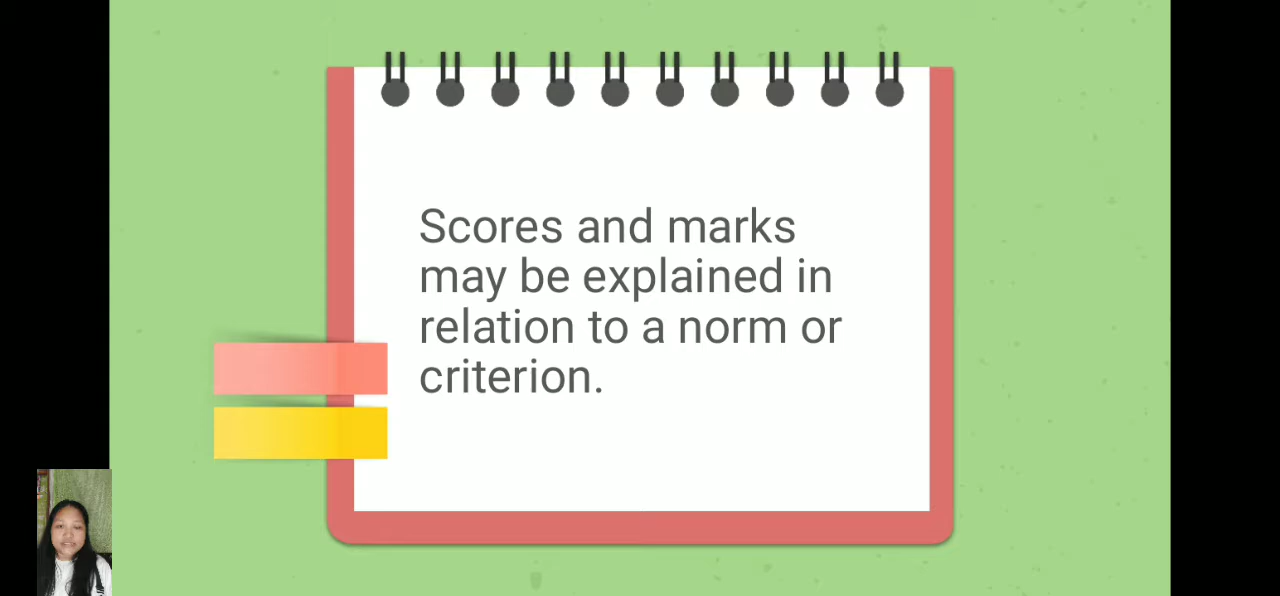 Scores and marks
may be explained in
relation to a norm or
criterion.